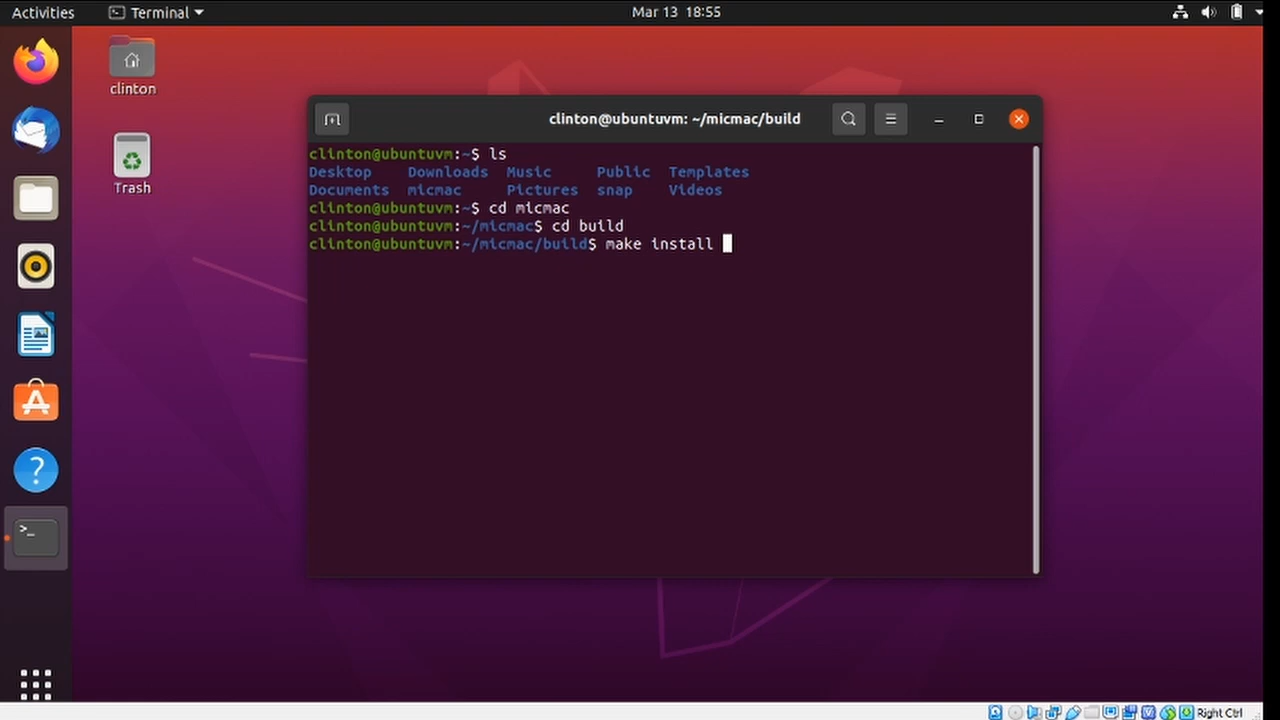 Activities
Terminal
Mar 13 18:55
clinton
Trash
clinton@ubuntuvm: ~/micmac/build
clinton@ubuntuvm:~$ ls
Desktop Downloads Music Public Templates
Documents micmac Pictures snap Videos
clinton@ubuntuvm:~$ cd micmac
clinton@ubuntuvm:~/micmac$ cd build
clinton@ubuntuvm:~/micmac/build$ make install
Right Ctrl